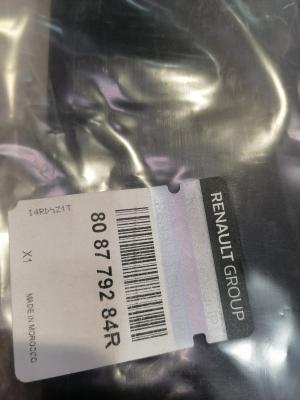 RENAULT GROUP
80 87 792 84R
X1
MADE IN MOROCCO